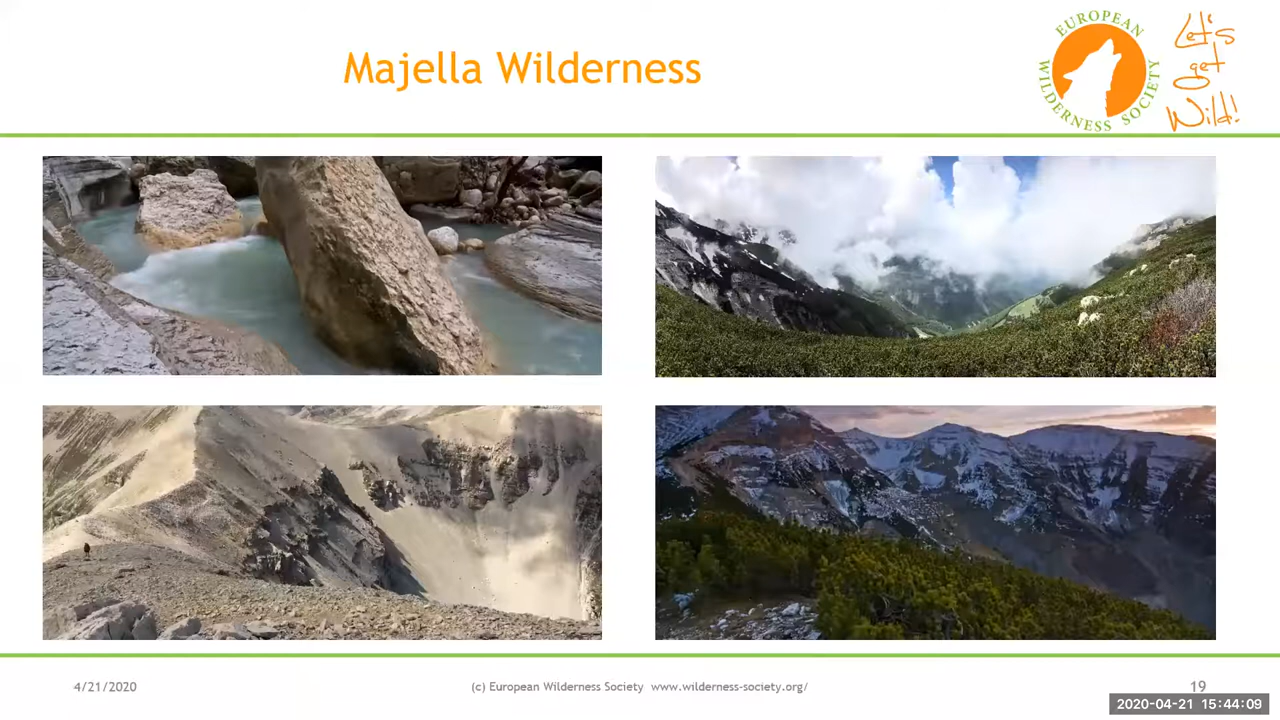 Majella Wilderness
EUROPEAN
WILDERNESS SOCIETY
Let's
get
Wild!
4/21/2020
(c) European Wilderness Society www.wilderness-society.org/
19
2020-04-21 15:44:09